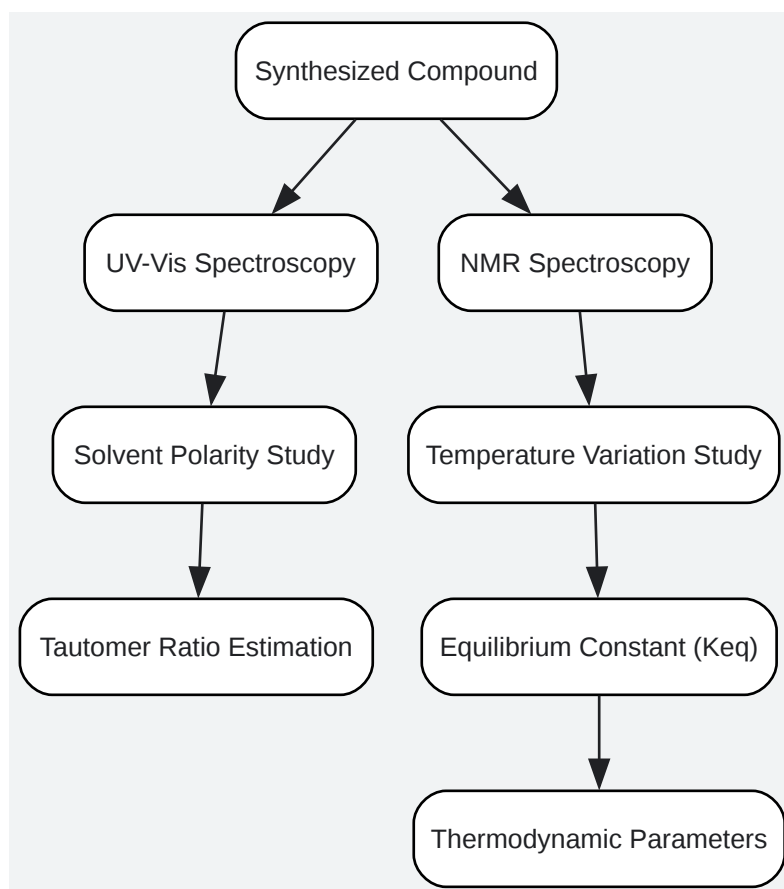 Synthesized Compound
UV-Vis Spectroscopy
NMR Spectroscopy
Solvent Polarity Study
Temperature Variation Study
Tautomer Ratio Estimation
Equilibrium Constant (Keq)
Thermodynamic Parameters